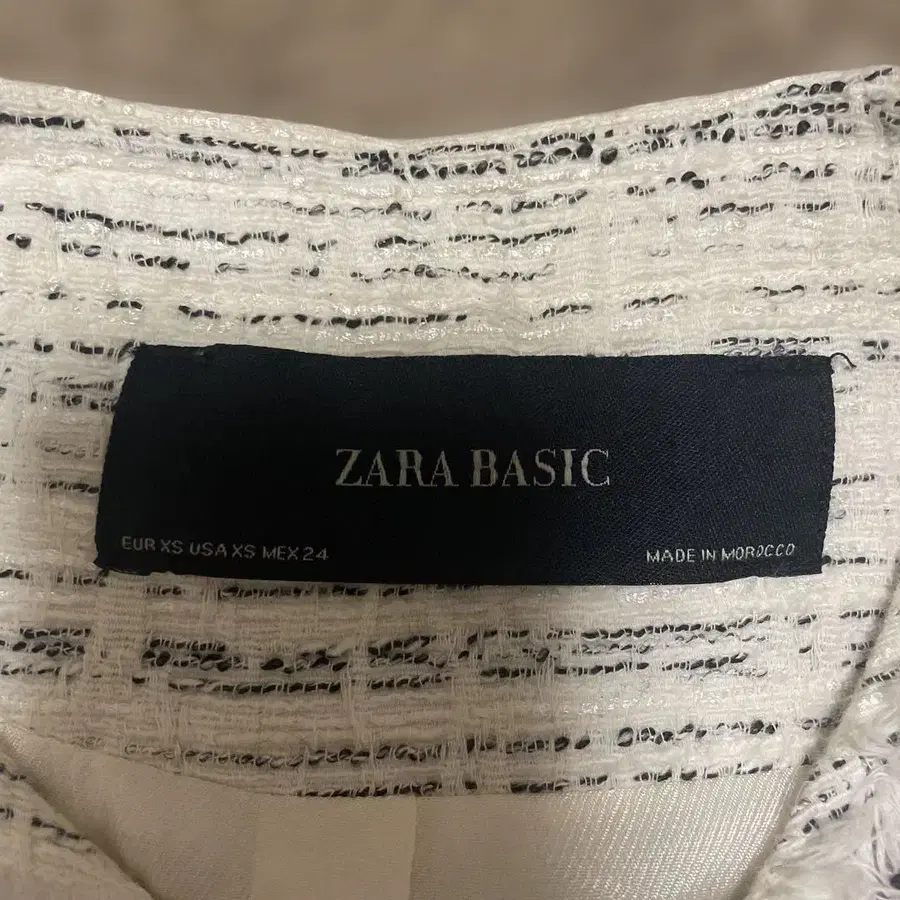 ZARA BASIC
EUR XS USA XS MEX 24
MADE IN MOROCCO